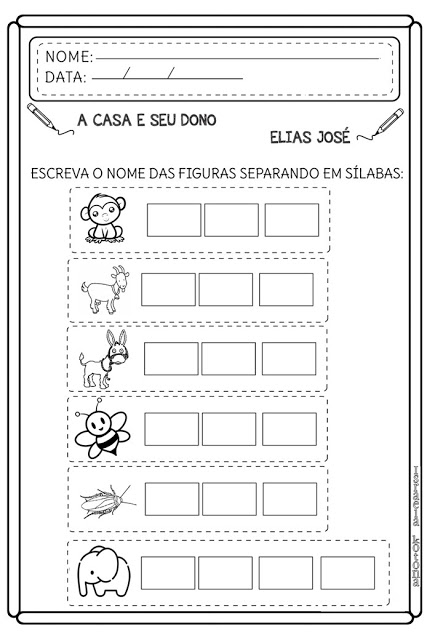 NOME:
DATA: / /
A CASA E SEU DONO
ELIAS JOSÉ
ESCREVA O NOME DAS FIGURAS SEPARANDO EM SÍLABAS: